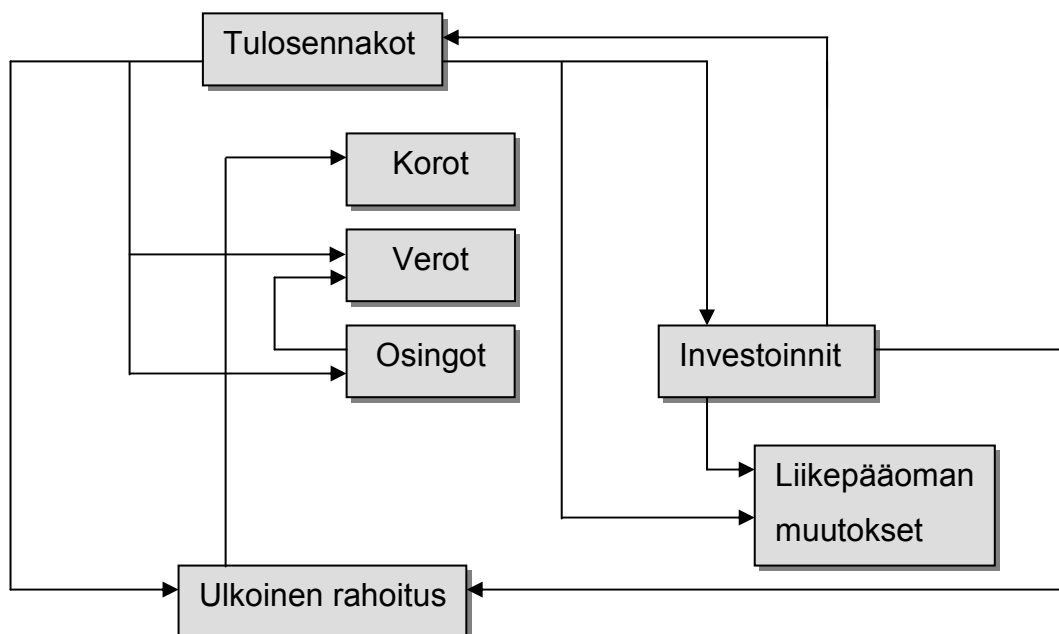 Tulosennakot
Korot
Verot
Osingot
Investoinnit
Liikepääoman
muutokset
Ulkoinen rahoitus